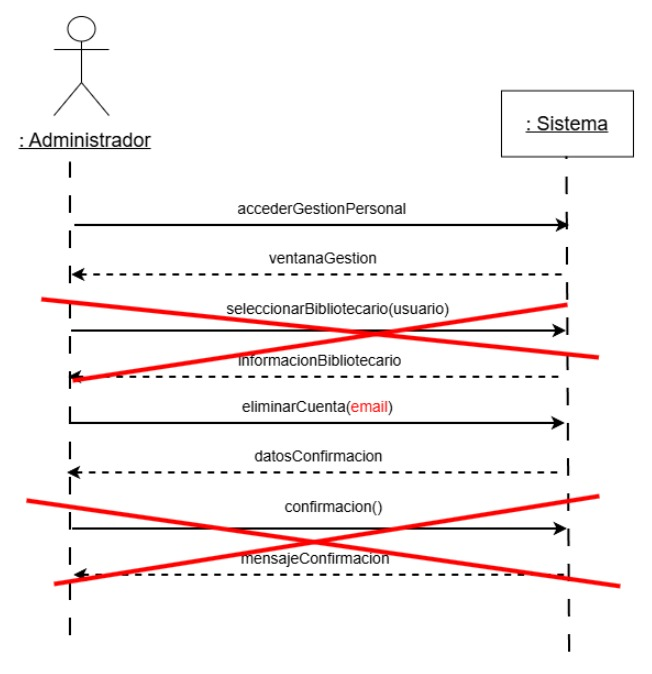 : Administrador
: Sistema
accederGestionPersonal
ventanaGestion
seleccionarBibliotecario(usuario)
informacionBibliotecario
eliminarCuenta(email)
datosConfirmacion
confirmacion()
mensajeConfirmacion